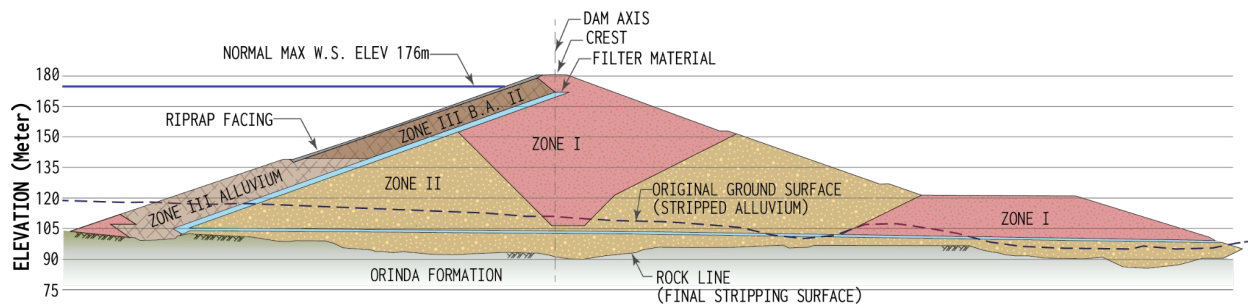 DAM AXIS
CREST
NORMAL MAX W.S. ELEV 176m
FILTER MATERIAL
ELEVATION (Meter)
180
165
150
135
120
105
90
75
RIPRAP FACING
ZONE III B.A. II
ZONE I
ZONE III ALLUVIUM
ZONE II
ORIGINAL GROUND SURFACE
(STRIPPED ALLUVIUM)
ZONE I
ORINDA FORMATION
ROCK LINE
(FINAL STRIPPING SURFACE)